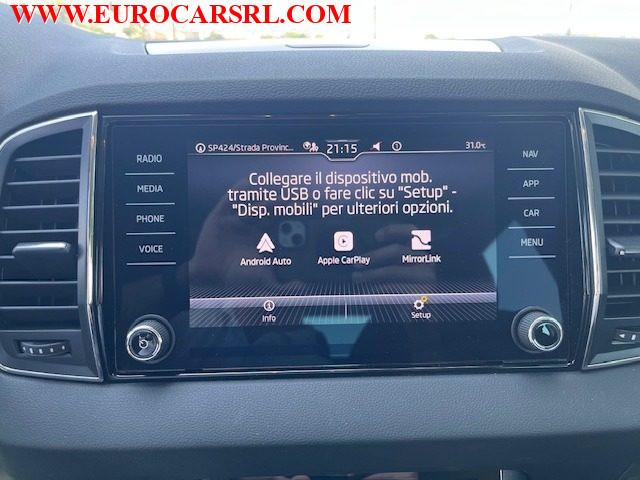 WWW.EUROCARSRL.COM
SP424/Strada Provinc... 21:15 31.0°C
RADIO
MEDIA
PHONE
VOICE
Collegare il dispositivo mob.
tramite USB o fare clic su "Setup" -
"Disp. mobili" per ulteriori opzioni.
Android Auto Apple CarPlay MirrorLink
Info Setup
NAV
APP
CAR
MENU